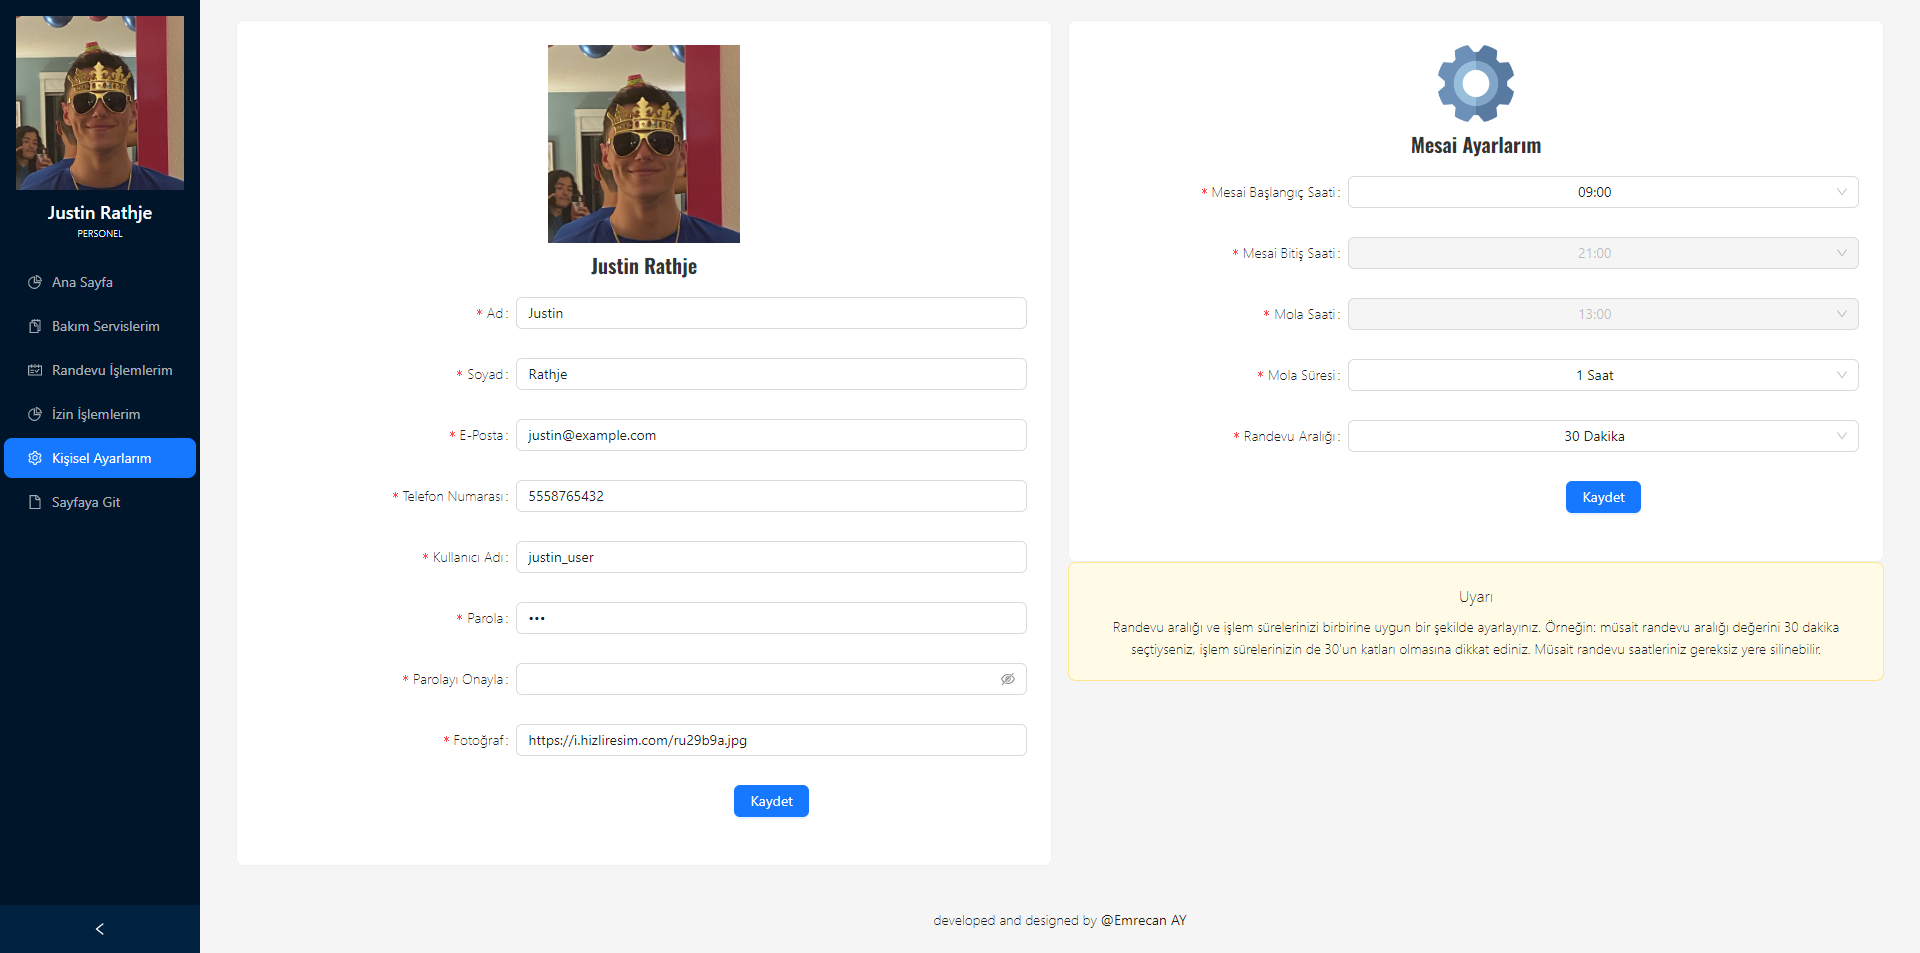 Justin Rathje
PERSONEL
Ana Sayfa
Bakım Servislerim
Randevu İşlemlerim
İzin İşlemlerim
Kişisel Ayarlarım
Sayfaya Git
Justin Rathje
* Ad: Justin
* Soyad: Rathje
* E-Posta: justin@example.com
* Telefon Numarası: 5558765432
* Kullanıcı Adı: justin_user
* Parola: •••
* Parolayı Onayla:
* Fotoğraf: https://i.hizliresim.com/ru29b9a.jpg
Kaydet
Mesai Ayarlarım
* Mesai Başlangıç Saati: 09:00
* Mesai Bitiş Saati: 21:00
* Mola Saati: 13:00
* Mola Süresi: 1 Saat
* Randevu Aralığı: 30 Dakika
Kaydet
Uyarı
Randevu aralığı ve işlem sürelerinizi birbirine uygun bir şekilde ayarlayınız. Örneğin: müsait randevu aralığı değerini 30 dakika
seçtiyseniz, işlem sürelerinizin de 30'un katları olmasına dikkat ediniz. Müsait randevu saatleriniz gereksiz yere silinebilir.
developed and designed by @Emrecan AY